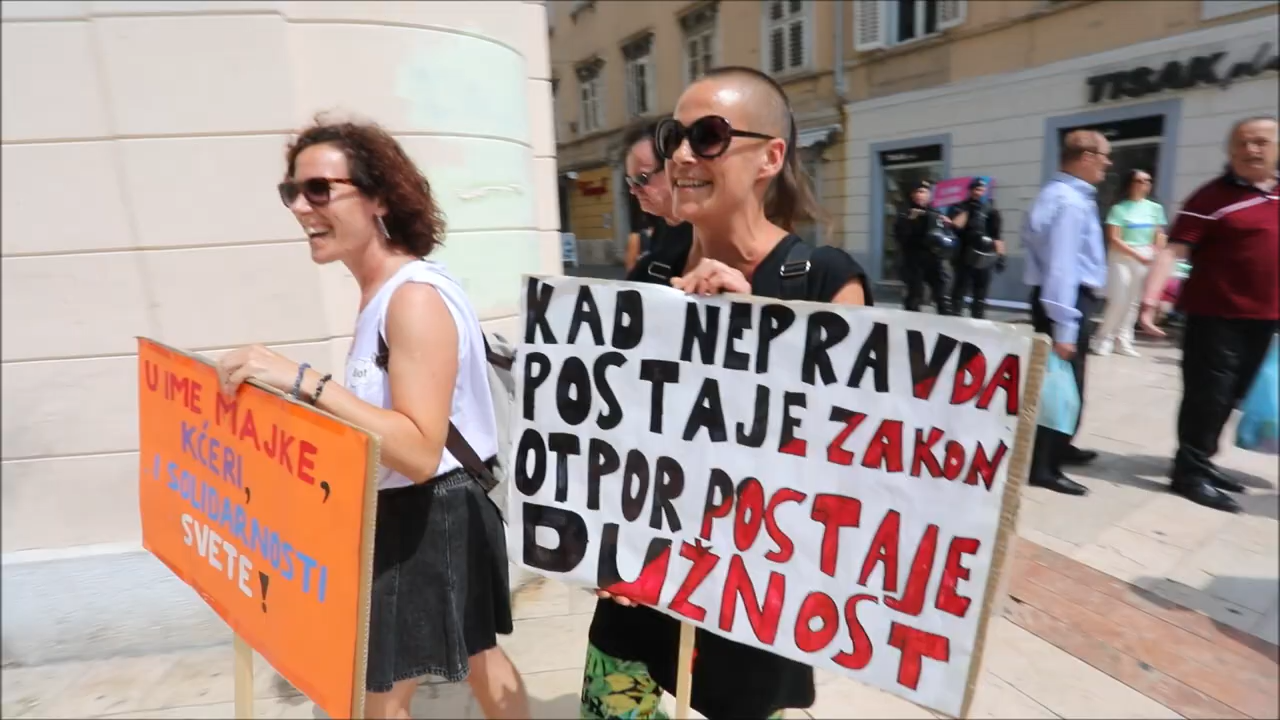 U IME MAJKE,
KĆERI,
I SOLIDARNOSTI
SVETE!
KAD NEPRAVDA
POSTAJE ZAKON
OTPOR POSTAJE
DUŽNOST
TISAK